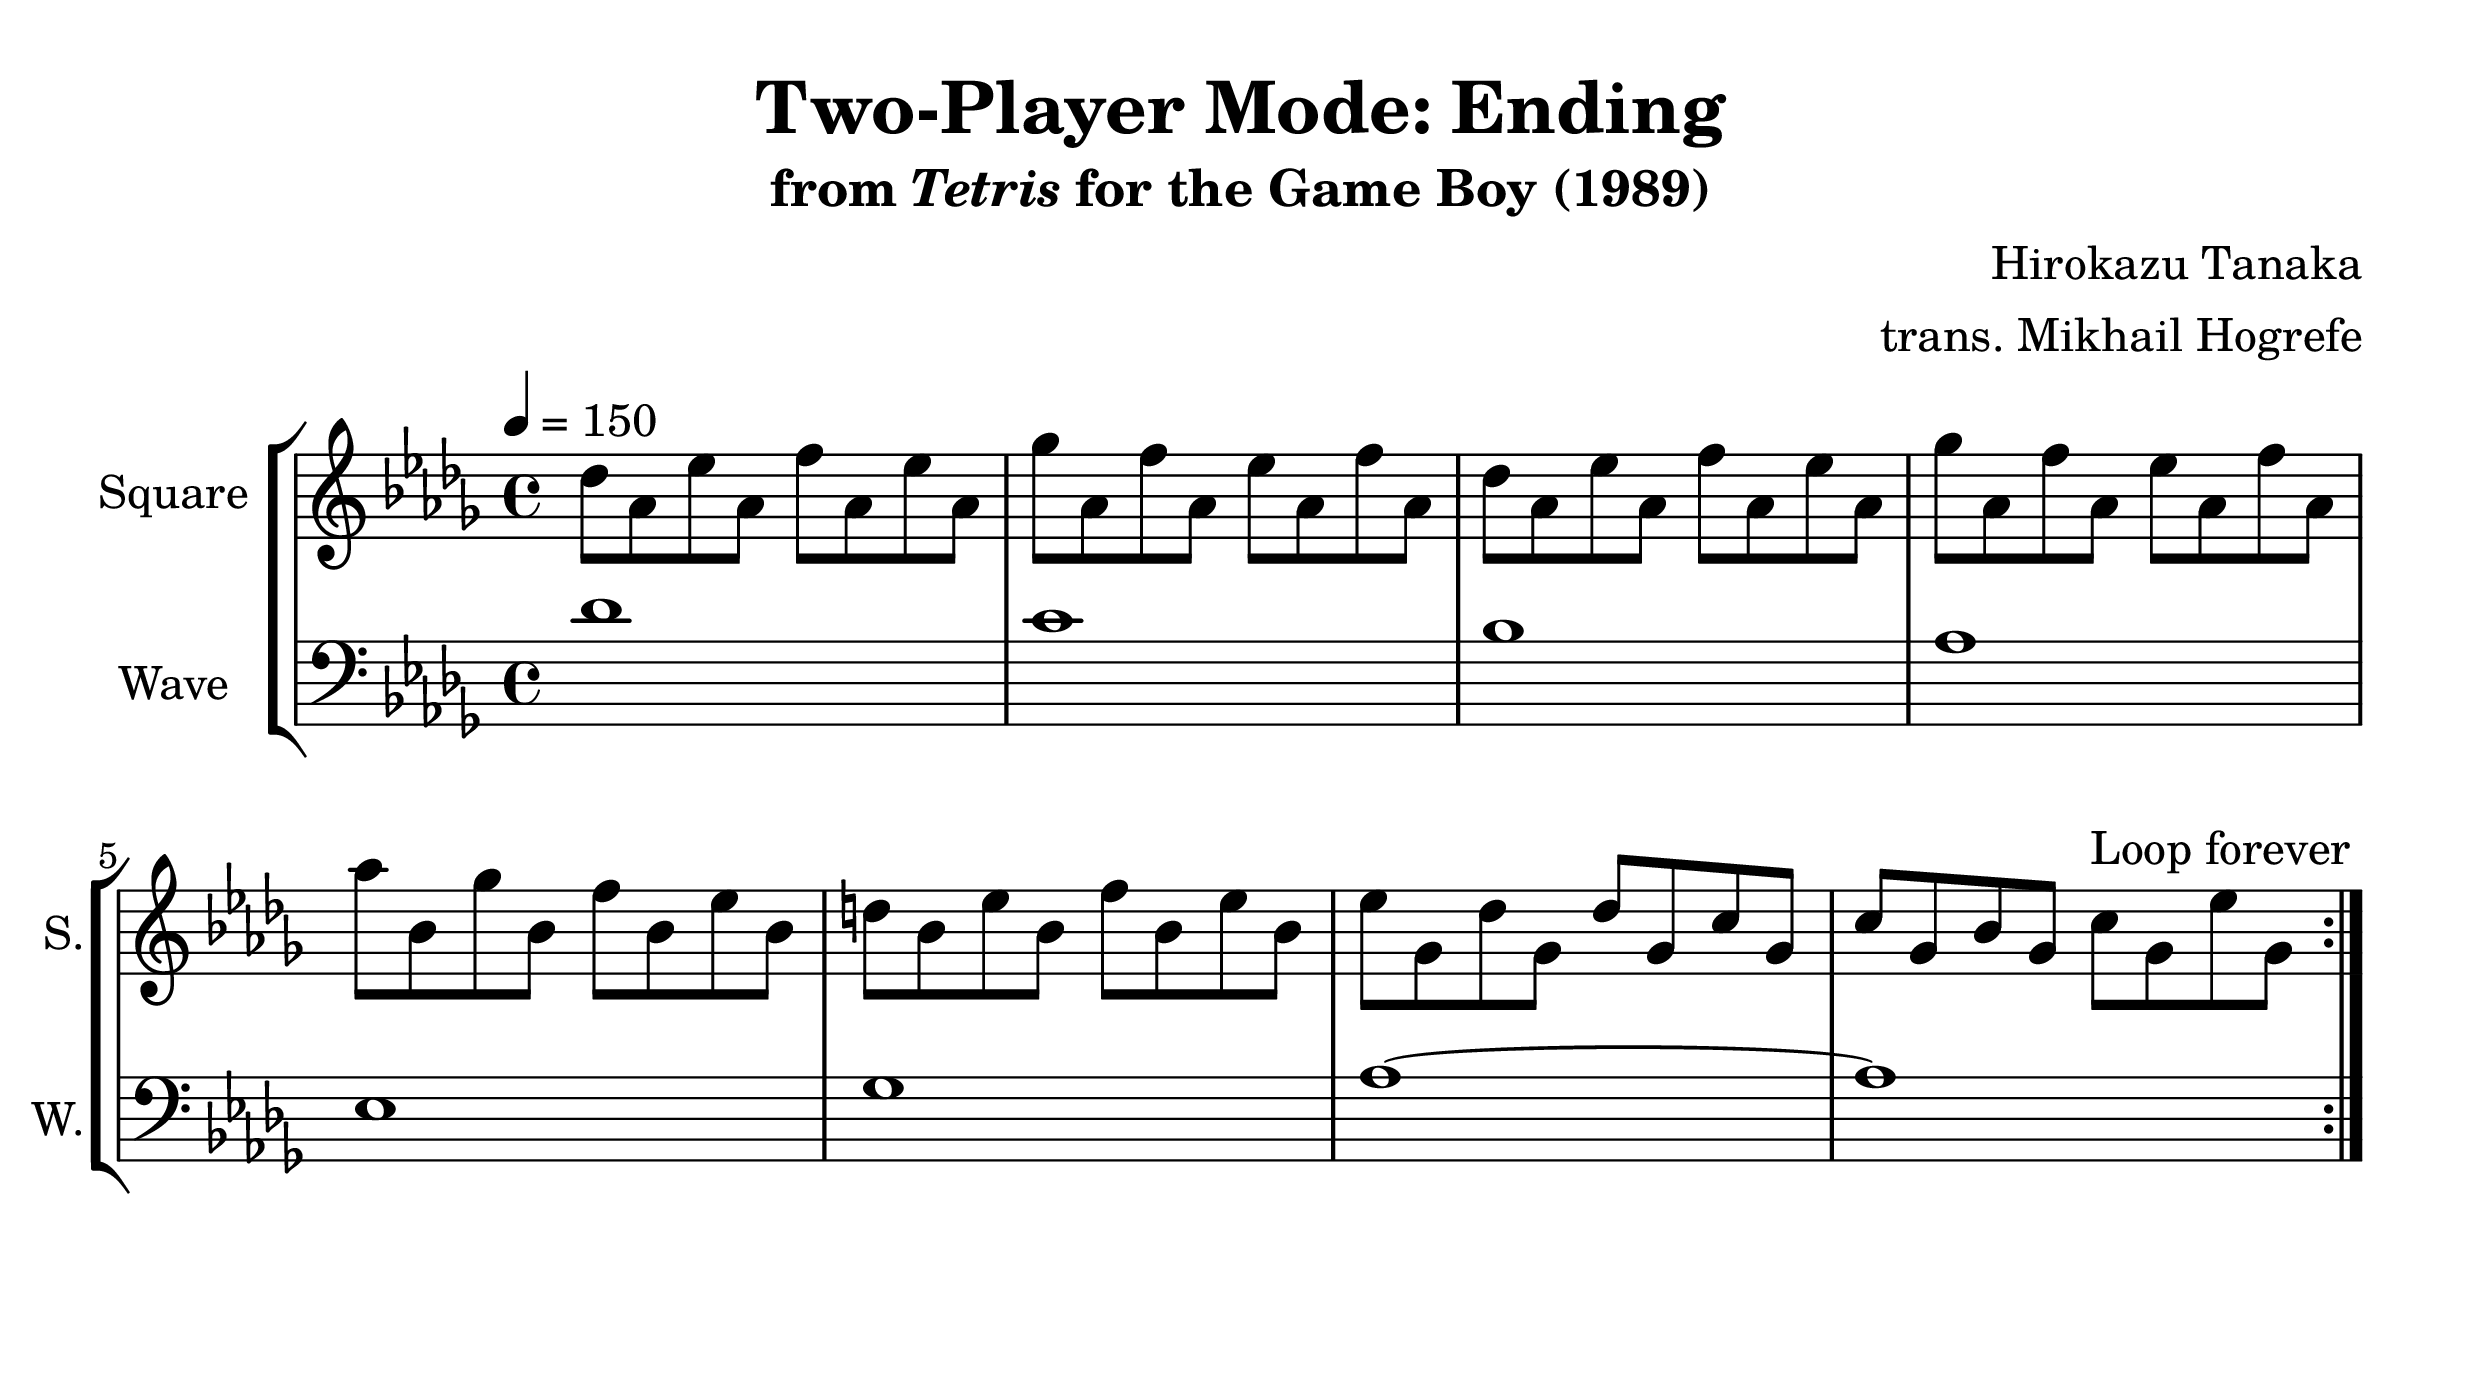 Two-Player Mode: Ending
from Tetris for the Game Boy (1989)
Hirokazu Tanaka
trans. Mikhail Hogrefe
= 150
Square
Wave
5
Loop forever
S.
W.